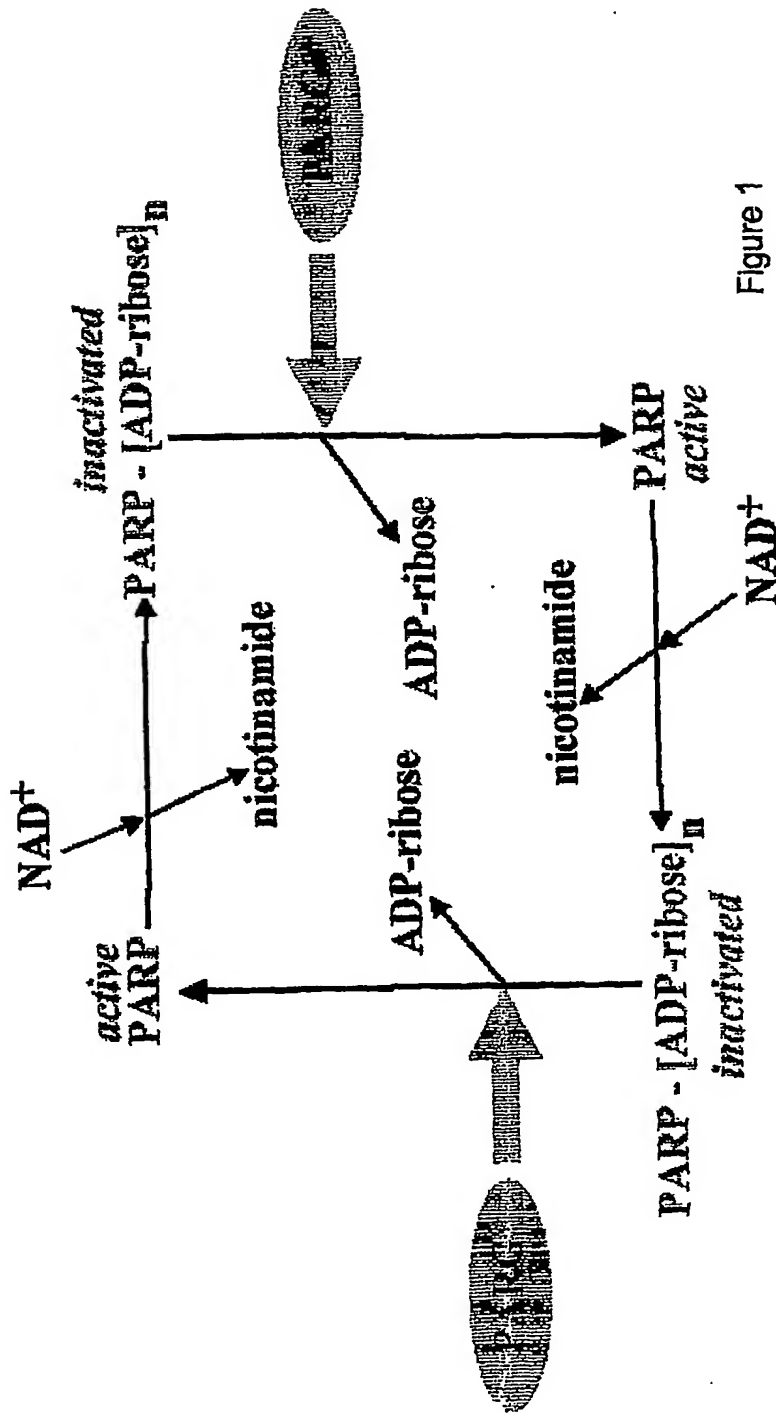 NAD+
active
PARP
inactivated
PARP - [ADP-ribose]n
nicotinamide
ADP-ribose
ADP-ribose
nicotinamide
PARP - [ADP-ribose]n
inactivated
PARP
active
NAD+
Figure 1